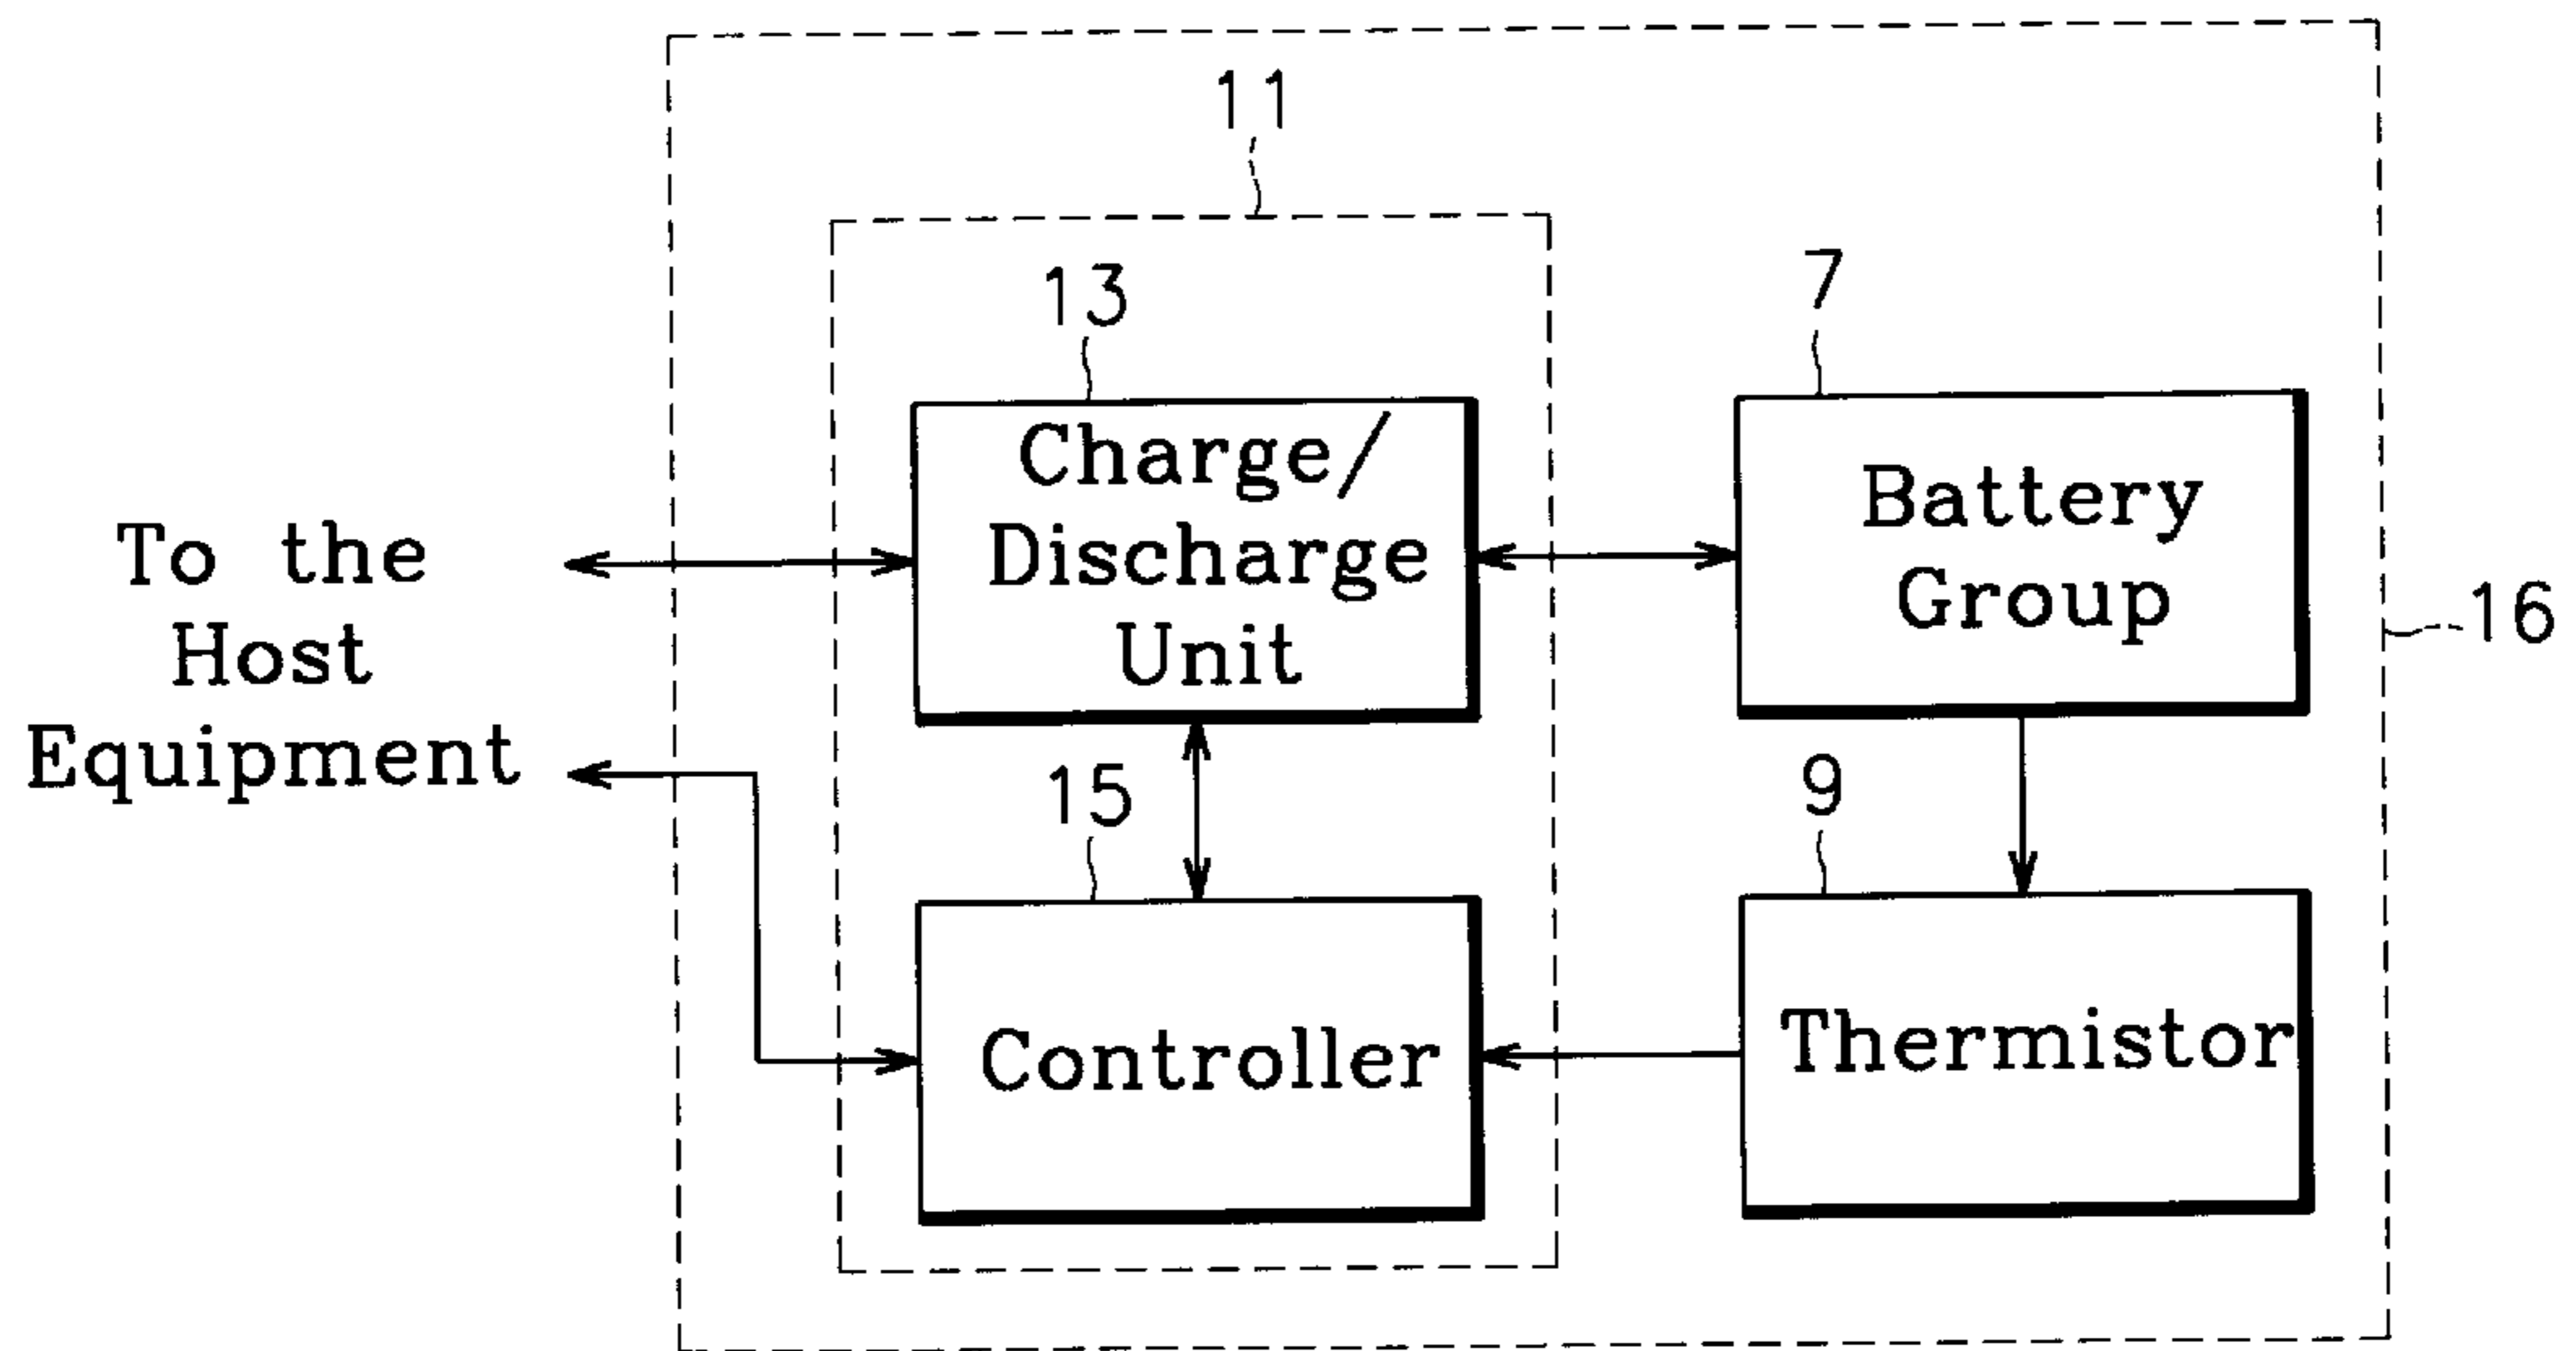 11
13
7
Charge/
Discharge
Unit
Battery
Group
16
To the
Host
Equipment
15
9
Controller
Thermistor